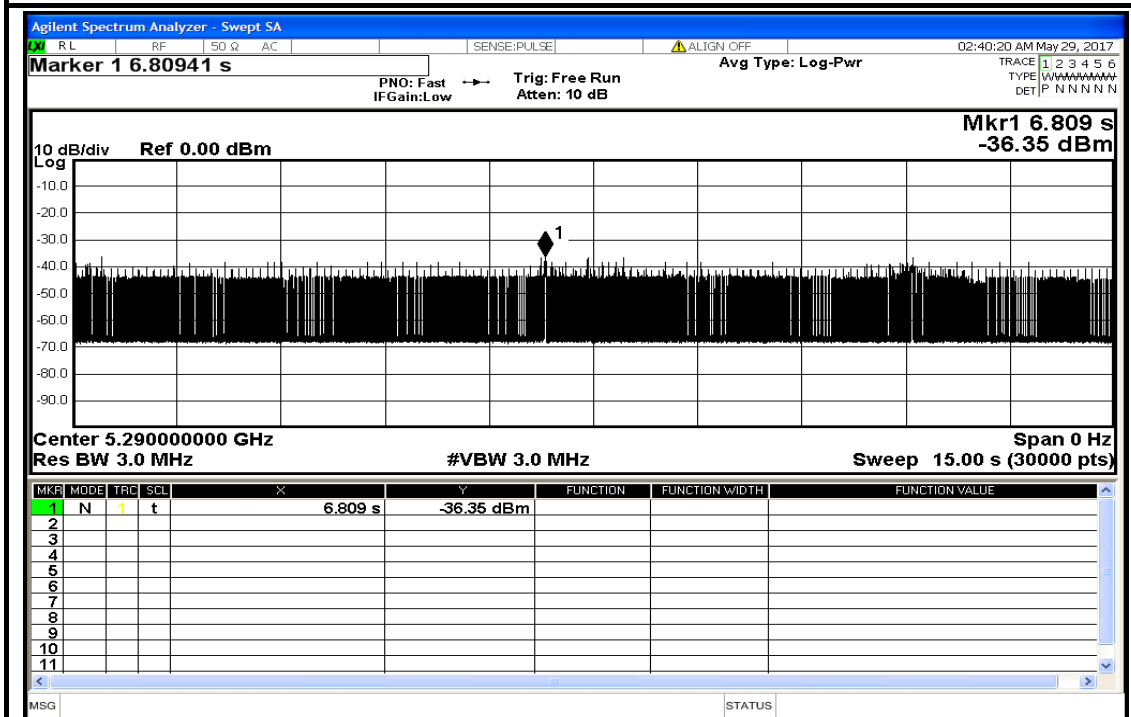 Agilent Spectrum Analyzer - Swept SA
LXI RL RF 50 Ω AC SENSE:PULSE ALIGN OFF 02:40:20 AM May 29, 2017
Marker 1 6.80941 s
PNO: Fast
IFGain:Low
Trig: Free Run
Atten: 10 dB
Avg Type: Log-Pwr
TRACE 1 2 3 4 5 6
TYPE WWWWWW
DET P N N N N N
Mkr1 6.809 s
-36.35 dBm
10 dB/div Ref 0.00 dBm
Log
-10.0
-20.0
-30.0
-40.0
-50.0
-60.0
-70.0
-80.0
-90.0
1
Center 5.290000000 GHz Span 0 Hz
Res BW 3.0 MHz #VBW 3.0 MHz Sweep 15.00 s (30000 pts)
MKR MODE TRC SCL X Y FUNCTION FUNCTION WIDTH FUNCTION VALUE
1 N 1 t 6.809 s -36.35 dBm
2
3
4
5
6
7
8
9
10
11
MSG STATUS